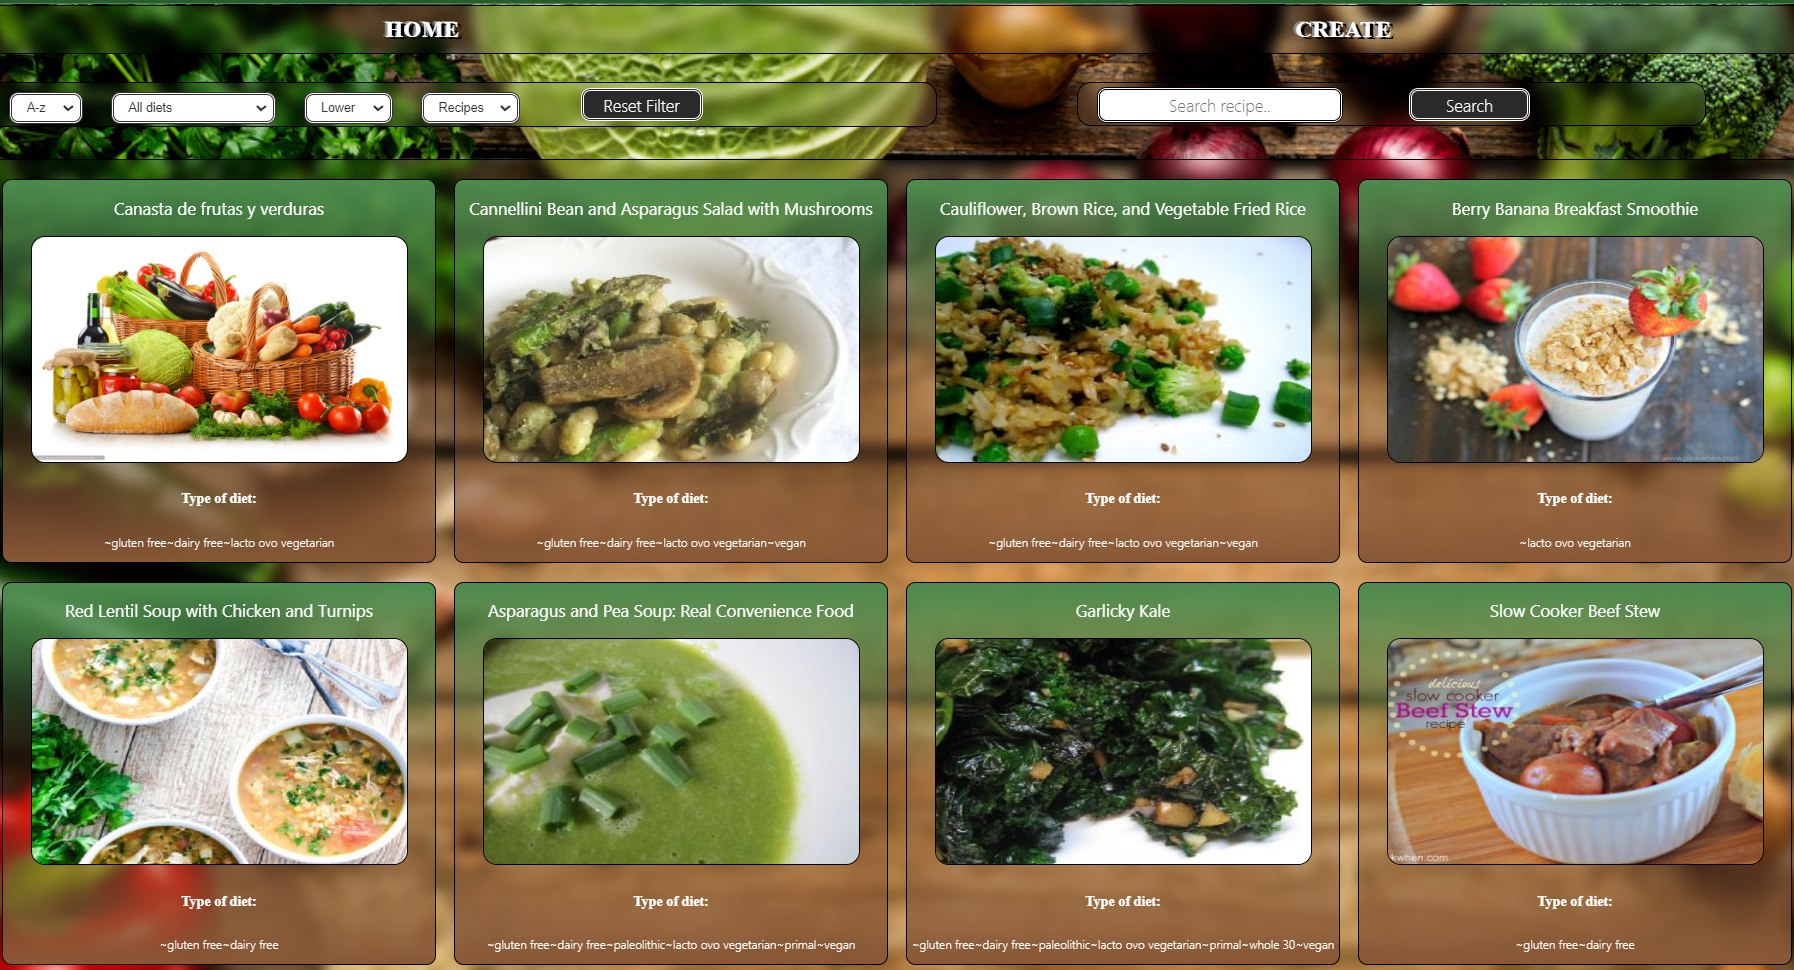 HOME CREATE
A-z All diets Lower Recipes Reset Filter Search recipe.. Search
Canasta de frutas y verduras
Cannellini Bean and Asparagus Salad with Mushrooms
Cauliflower, Brown Rice, and Vegetable Fried Rice
Berry Banana Breakfast Smoothie
www.pinkwhen.com
Type of diet:
Type of diet:
Type of diet:
Type of diet:
~gluten free~dairy free~lacto ovo vegetarian
~gluten free~dairy free~lacto ovo vegetarian~vegan
~gluten free~dairy free~lacto ovo vegetarian~vegan
~lacto ovo vegetarian
Red Lentil Soup with Chicken and Turnips
Asparagus and Pea Soup: Real Convenience Food
Garlicky Kale
Slow Cooker Beef Stew
delicious
slow cooker
Beef Stew
recipe
kwhen.com
Type of diet:
Type of diet:
Type of diet:
Type of diet:
~gluten free~dairy free
~gluten free~dairy free~paleolithic~lacto ovo vegetarian~primal~vegan
~gluten free~dairy free~paleolithic~lacto ovo vegetarian~primal~whole 30~vegan
~gluten free~dairy free